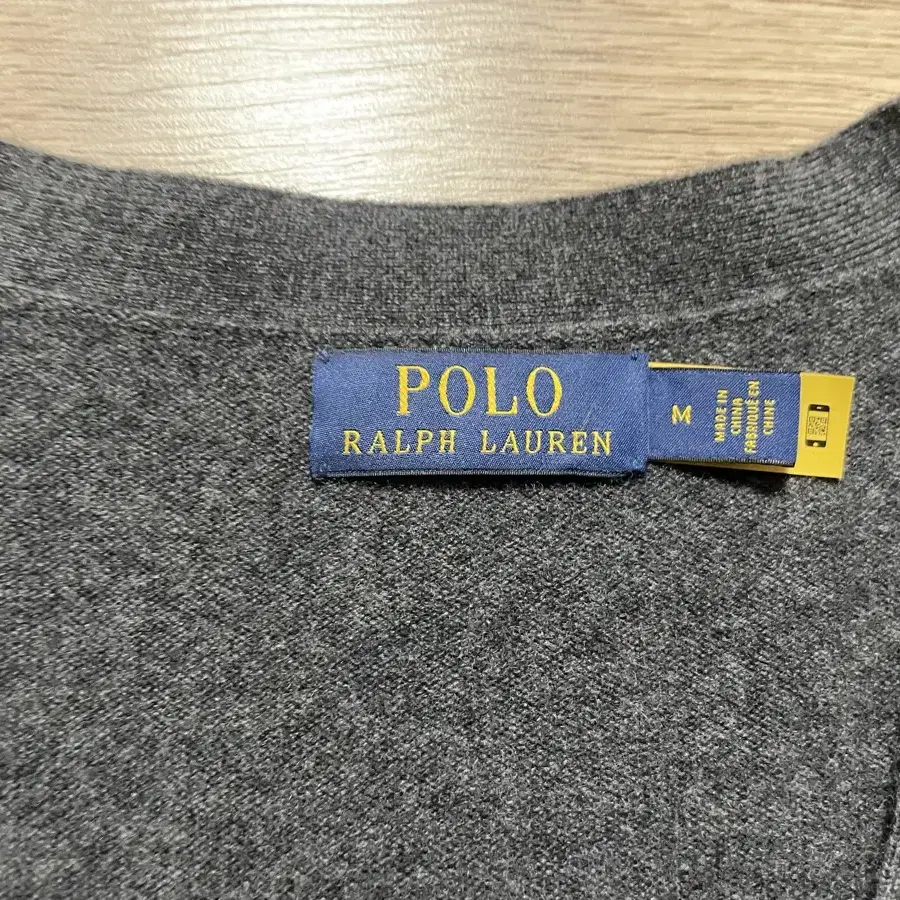 POLO
RALPH LAUREN
M
MADE IN
CHINA
FABRIQUÉ EN
CHINE